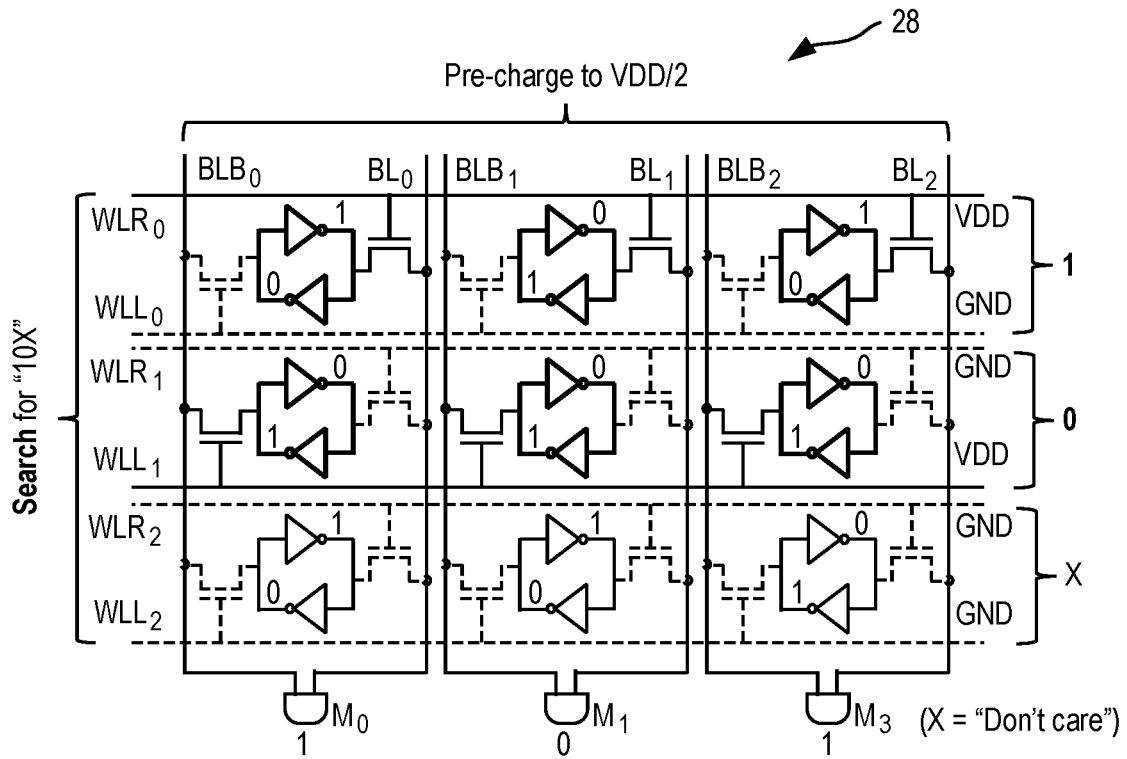 28
Pre-charge to VDD/2
BLB0 BL0 BLB1 BL1 BLB2 BL2
WLR0 1 0 1 VDD
0 1 0 1
WLL0 GND
WLR1 0 0 0 GND
1 1 1 0
WLL1 VDD
WLR2 1 1 0 GND
0 0 1 X
WLL2 GND
Search for "10X"
M0 M1 M3 (X = "Don't care")
1 0 1